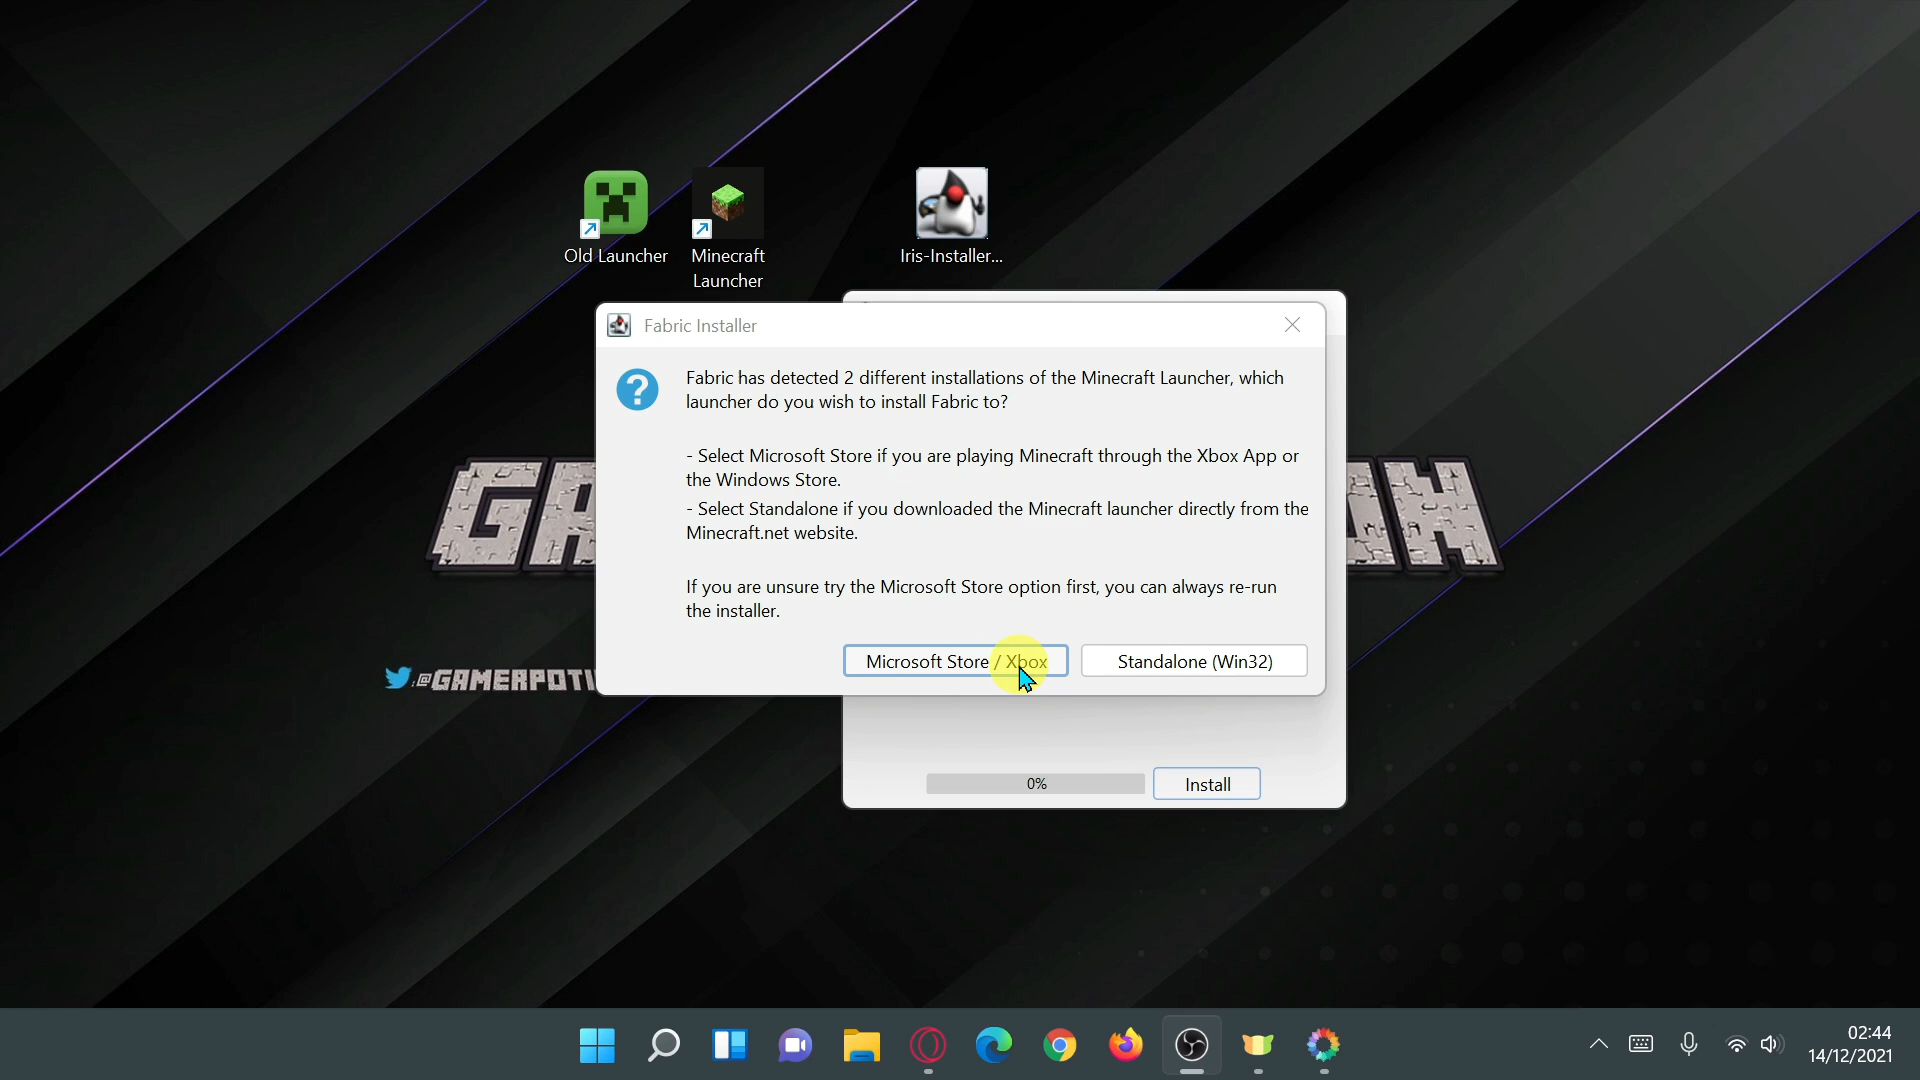 Old Launcher
Minecraft
Launcher
Iris-Installer...
Fabric Installer
Fabric has detected 2 different installations of the Minecraft Launcher, which
launcher do you wish to install Fabric to?
- Select Microsoft Store if you are playing Minecraft through the Xbox App or
the Windows Store.
- Select Standalone if you downloaded the Minecraft launcher directly from the
Minecraft.net website.
If you are unsure try the Microsoft Store option first, you can always re-run
the installer.
Microsoft Store / Xbox
Standalone (Win32)
:@GAMERPOTI
0%
Install
02:44
14/12/2021